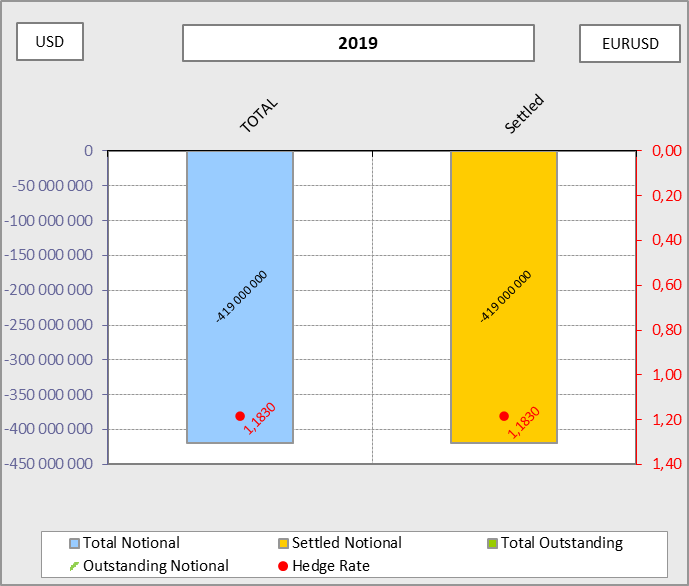 USD
2019
EURUSD
TOTAL
Settled
0
-50 000 000
-100 000 000
-150 000 000
-200 000 000
-250 000 000
-300 000 000
-350 000 000
-400 000 000
-450 000 000
-419 000 000
1,1830
-419 000 000
1,1830
0,00
0,20
0,40
0,60
0,80
1,00
1,20
1,40
Total Notional
Settled Notional
Total Outstanding
Outstanding Notional
Hedge Rate